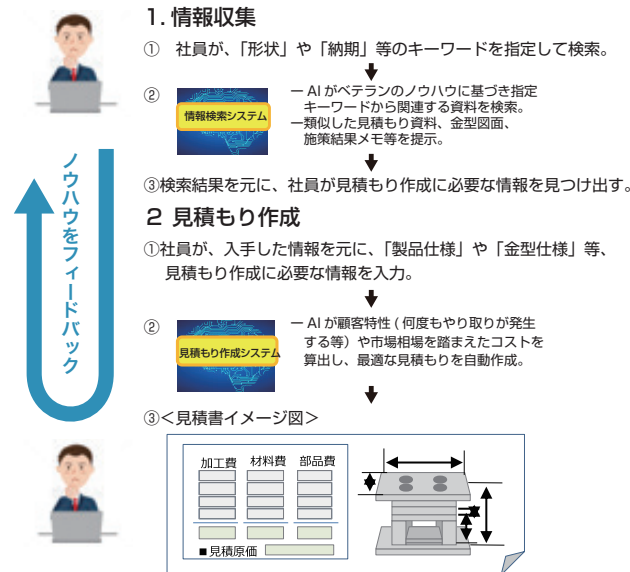 1. 情報収集
① 社員が、「形状」や「納期」等のキーワードを指定して検索。
②
情報検索システム
ー AI がベテランのノウハウに基づき指定
キーワードから関連する資料を検索。
ー類似した見積もり資料、金型図面、
施策結果メモ等を提示。
③検索結果を元に、社員が見積もり作成に必要な情報を見つけ出す。
ノウハウをフィードバック
2 見積もり作成
①社員が、入手した情報を元に、「製品仕様」や「金型仕様」等、
見積もり作成に必要な情報を入力。
②
見積もり作成システム
ー AI が顧客特性 ( 何度もやり取りが発生
する等）や市場相場を踏まえたコストを
算出し、最適な見積もりを自動作成。
③＜見積書イメージ図＞
加工費 材料費 部品費
■見積原価